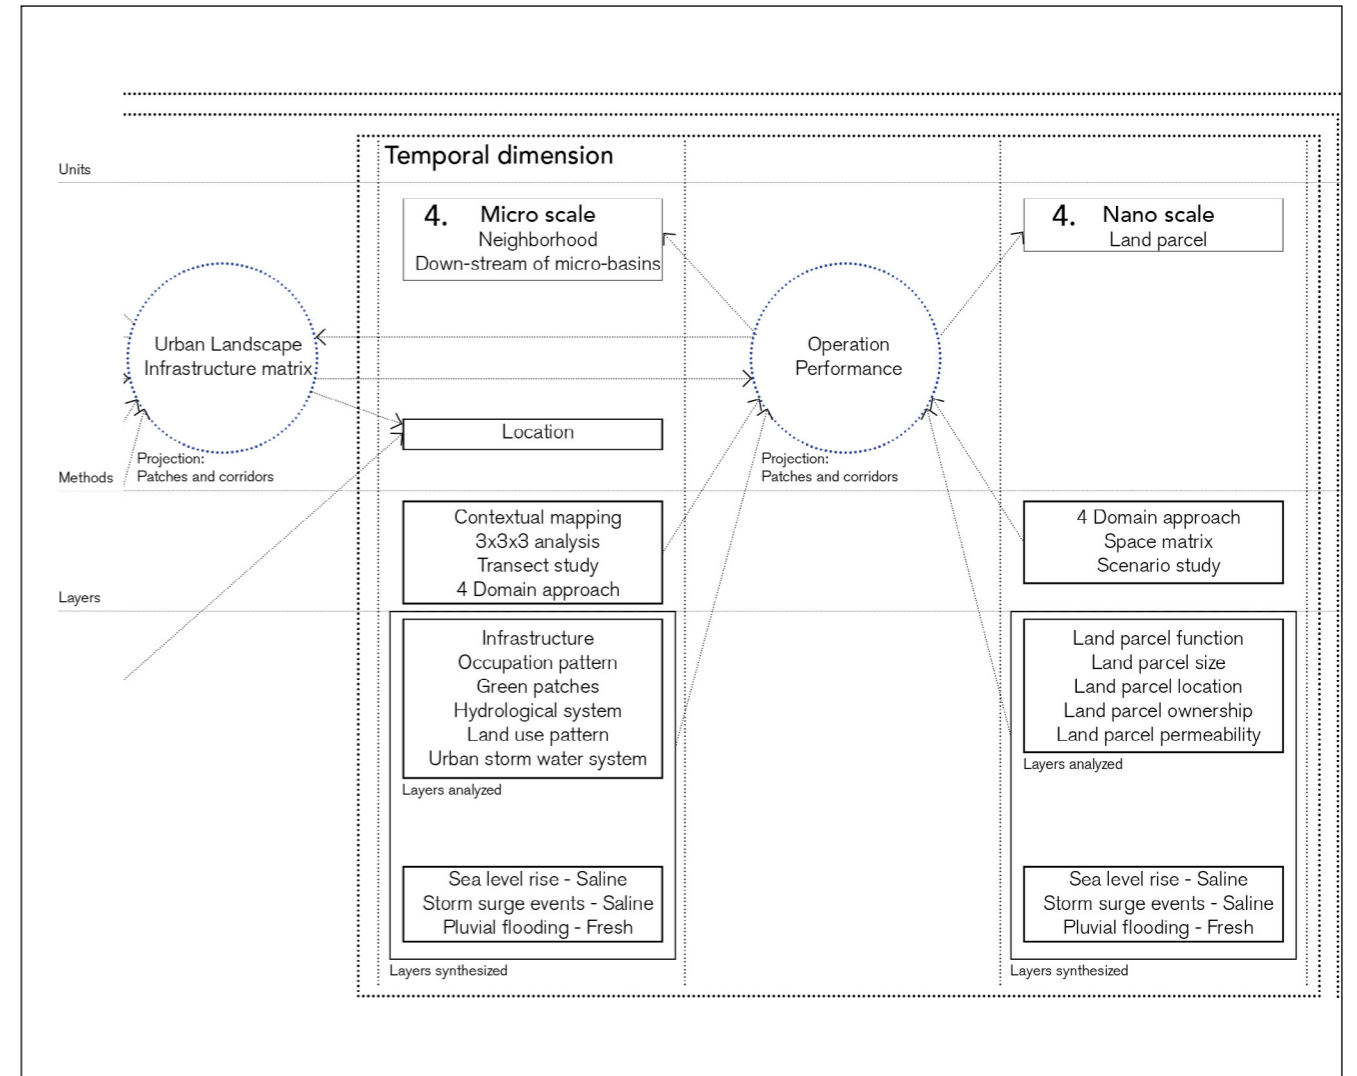 Temporal dimension
Units
4. Micro scale
Neighborhood
Down-stream of micro-basins
4. Nano scale
Land parcel
Urban Landscape
Infrastructure matrix
Operation
Performance
Location
Projection:
Patches and corridors
Projection:
Patches and corridors
Methods
Contextual mapping
3x3x3 analysis
Transect study
4 Domain approach
4 Domain approach
Space matrix
Scenario study
Layers
Infrastructure
Occupation pattern
Green patches
Hydrological system
Land use pattern
Urban storm water system
Layers analyzed
Land parcel function
Land parcel size
Land parcel location
Land parcel ownership
Land parcel permeability
Layers analyzed
Sea level rise - Saline
Storm surge events - Saline
Pluvial flooding - Fresh
Layers synthesized
Sea level rise - Saline
Storm surge events - Saline
Pluvial flooding - Fresh
Layers synthesized